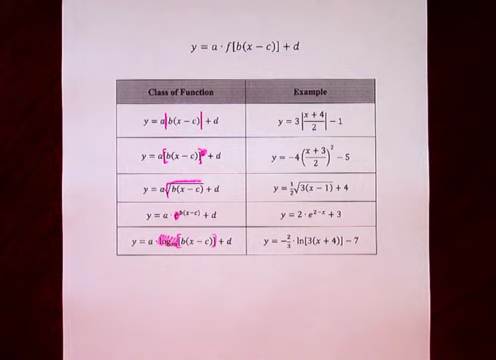 y = a · f[b(x − c)] + d
Class of Function Example
y = a|b(x − c)| + d y = 3|x + 4 / 2| − 1
y = a[b(x − c)] + d y = −4(x + 3 / 2)² − 5
y = a√b(x − c) + d y = ½√3(x − 1) + 4
y = a · e^b(x−c) + d y = 2 · e^2−x + 3
y = a · [b(x − c)] + d y = −⅔ · ln[3(x + 4)] − 7